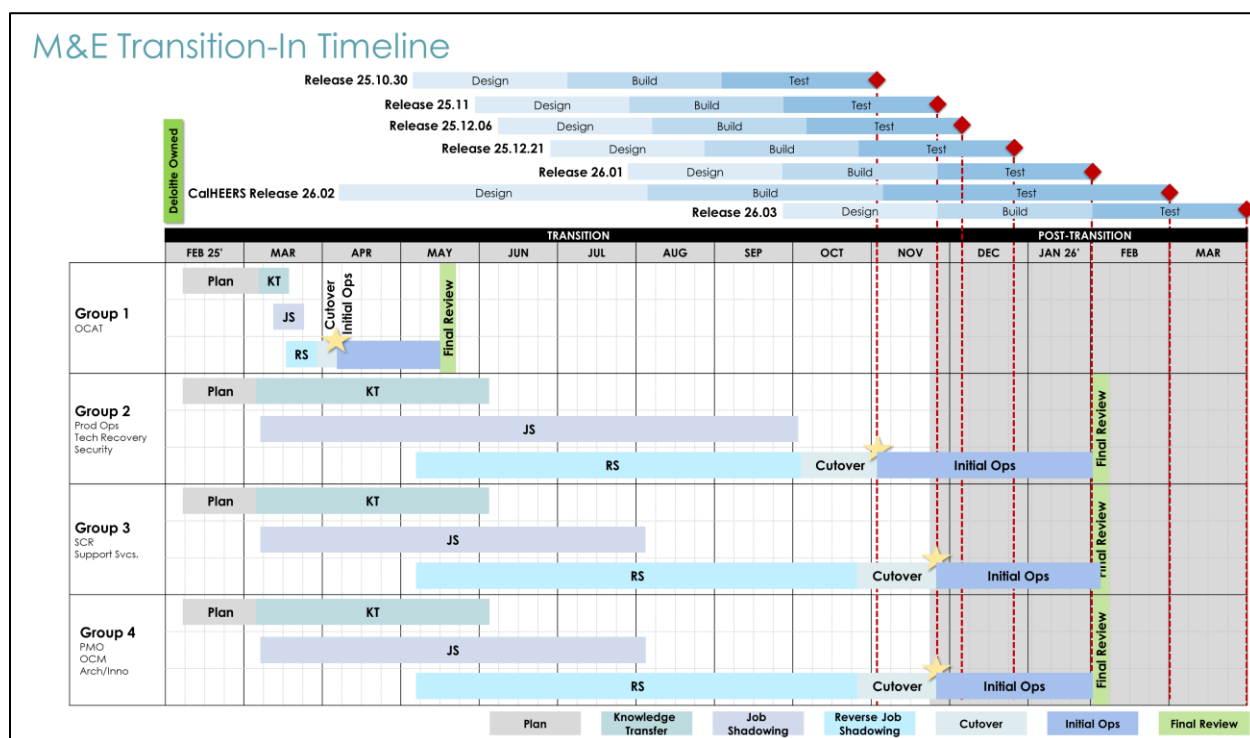 M&E Transition-In Timeline
Release 25.10.30 Design Build Test
Release 25.11 Design Build Test
Release 25.12.06 Design Build Test
Release 25.12.21 Design Build Test
Release 26.01 Design Build Test
CalHEERS Release 26.02 Design Build Test
Release 26.03 Design Build Test
Deloitte Owned
TRANSITION POST-TRANSITION
FEB 25' MAR APR MAY JUN JUL AUG SEP OCT NOV DEC JAN 26' FEB MAR
Group 1
OCAT
Plan KT
JS
RS
Cutover
Initial Ops
Final Review
Group 2
Prod Ops
Tech Recovery
Security
Plan KT
JS
RS Cutover Initial Ops
Final Review
Group 3
SCR
Support Svcs.
Plan KT
JS
RS Cutover Initial Ops
Final Review
Group 4
PMO
OCM
Arch/Inno
Plan KT
JS
RS Cutover Initial Ops
Final Review
Plan
Knowledge
Transfer
Job
Shadowing
Reverse Job
Shadowing
Cutover
Initial Ops
Final Review